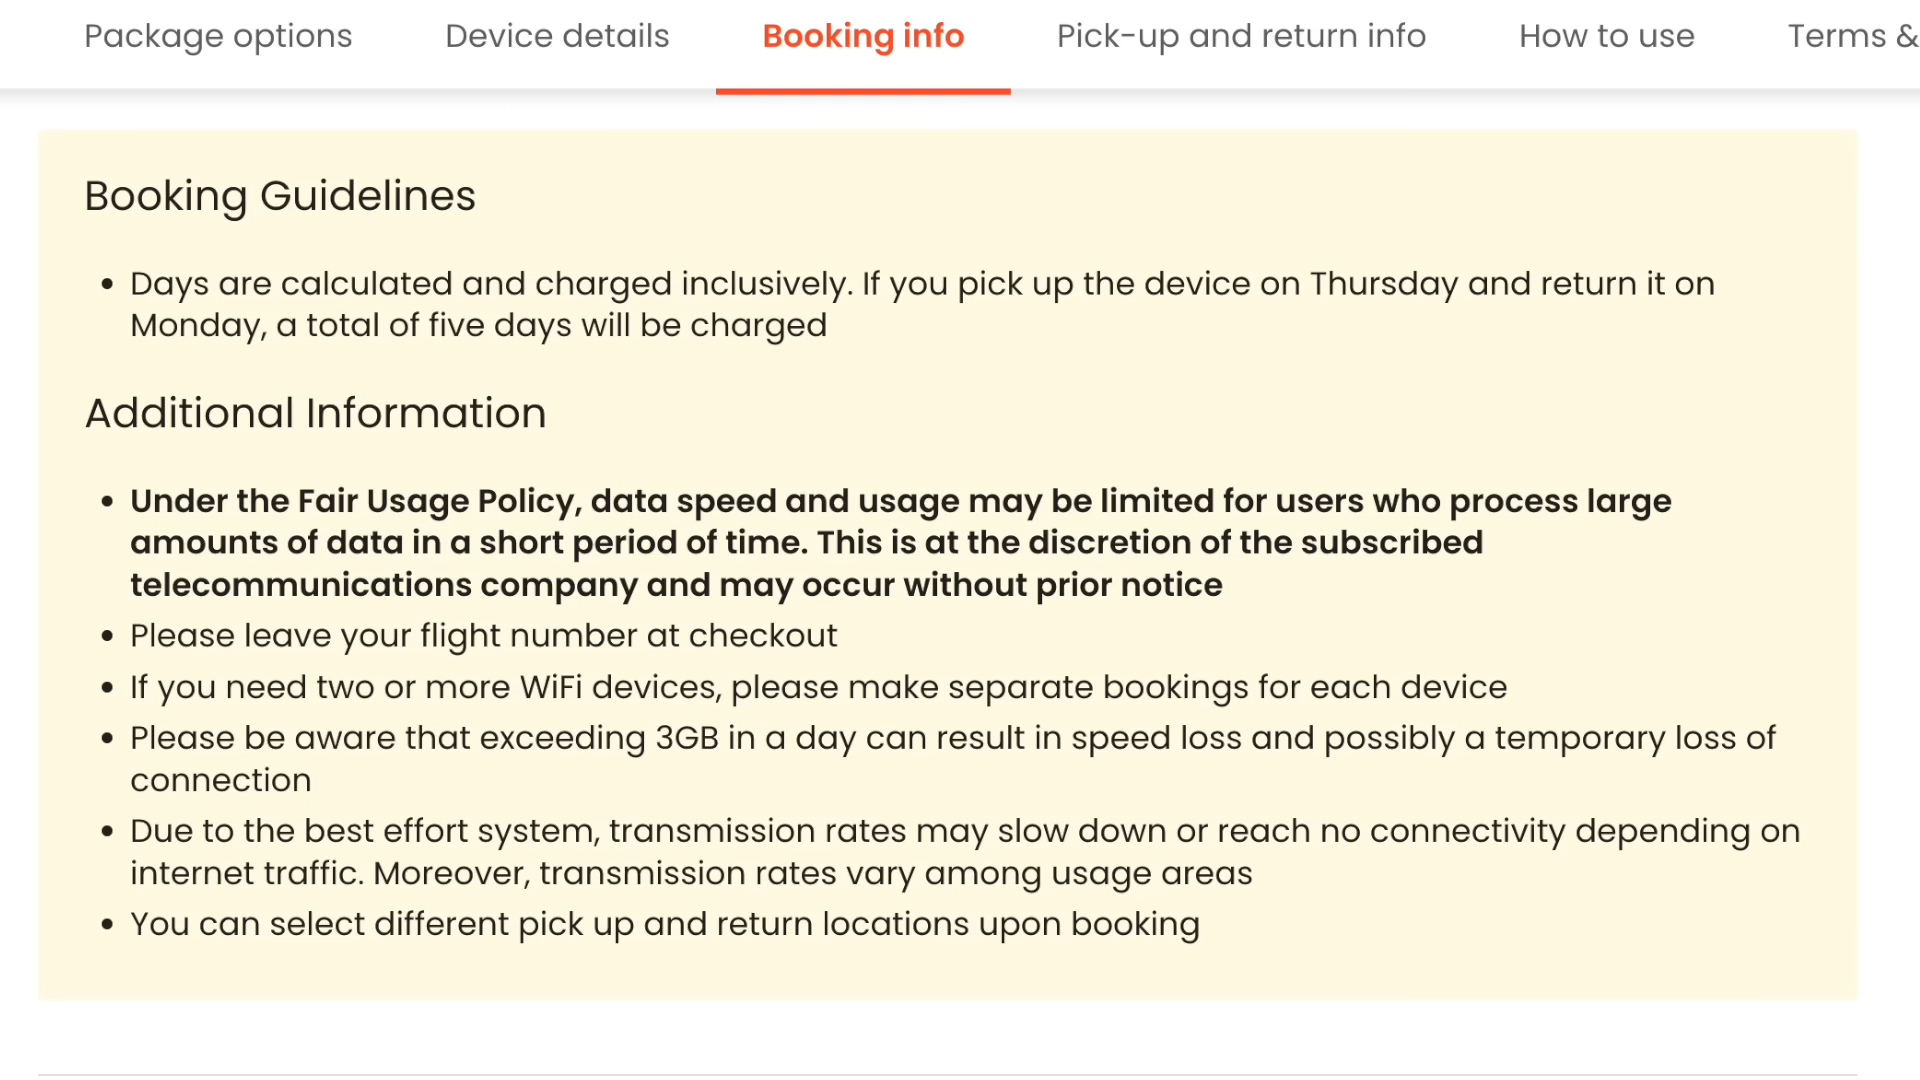 Package options Device details Booking info Pick-up and return info How to use Terms &
Booking Guidelines
• Days are calculated and charged inclusively. If you pick up the device on Thursday and return it on
Monday, a total of five days will be charged
Additional Information
• Under the Fair Usage Policy, data speed and usage may be limited for users who process large
amounts of data in a short period of time. This is at the discretion of the subscribed
telecommunications company and may occur without prior notice
• Please leave your flight number at checkout
• If you need two or more WiFi devices, please make separate bookings for each device
• Please be aware that exceeding 3GB in a day can result in speed loss and possibly a temporary loss of
connection
• Due to the best effort system, transmission rates may slow down or reach no connectivity depending on
internet traffic. Moreover, transmission rates vary among usage areas
• You can select different pick up and return locations upon booking